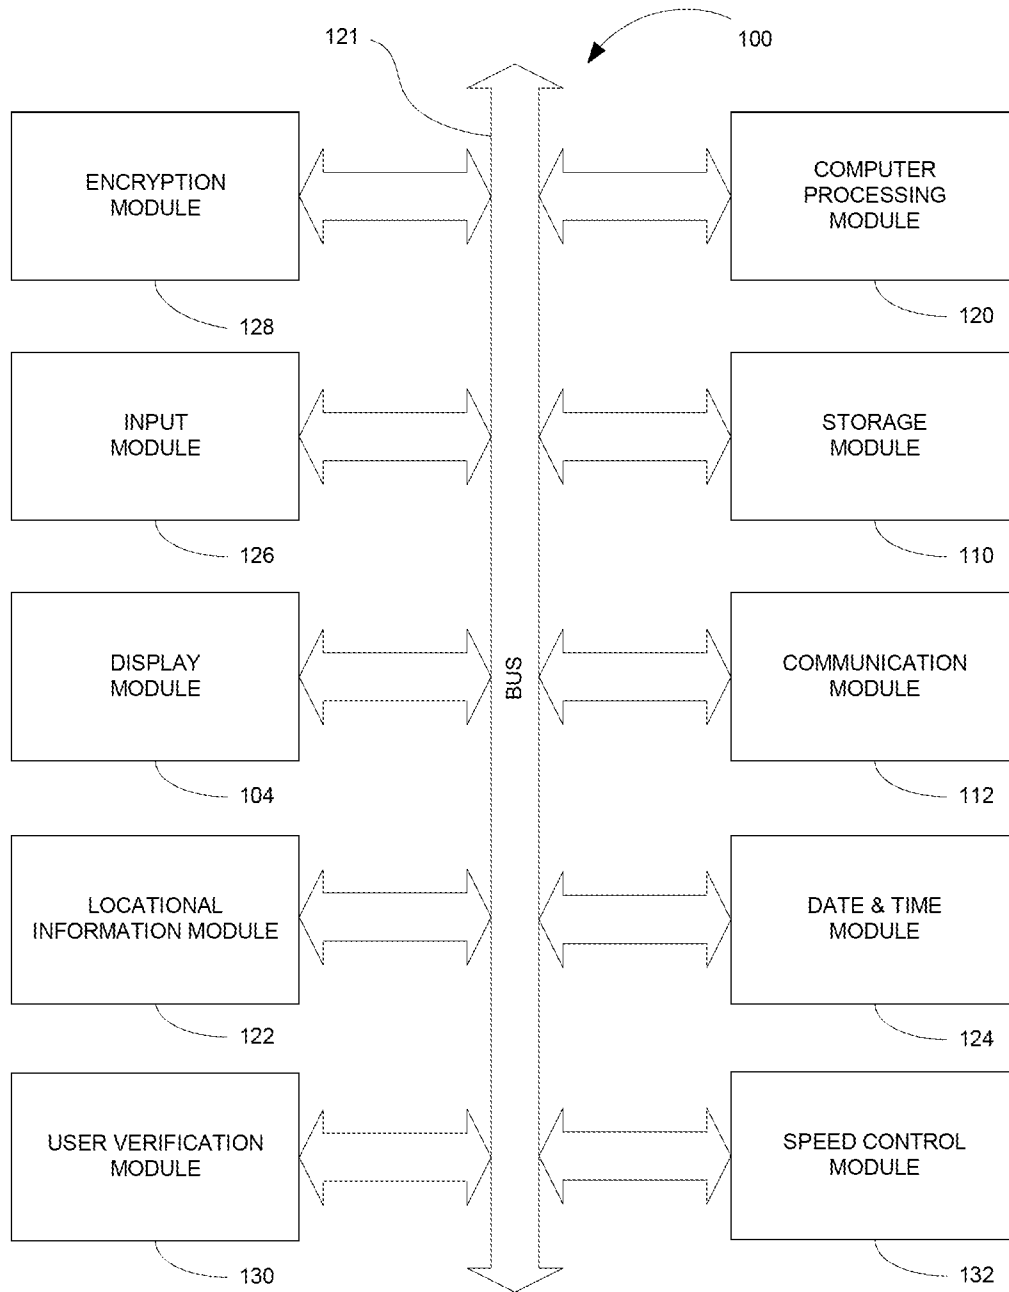 121
100
ENCRYPTION
MODULE
128
COMPUTER
PROCESSING
MODULE
120
INPUT
MODULE
126
STORAGE
MODULE
110
DISPLAY
MODULE
104
BUS
COMMUNICATION
MODULE
112
LOCATIONAL
INFORMATION MODULE
122
DATE & TIME
MODULE
124
USER VERIFICATION
MODULE
130
SPEED CONTROL
MODULE
132